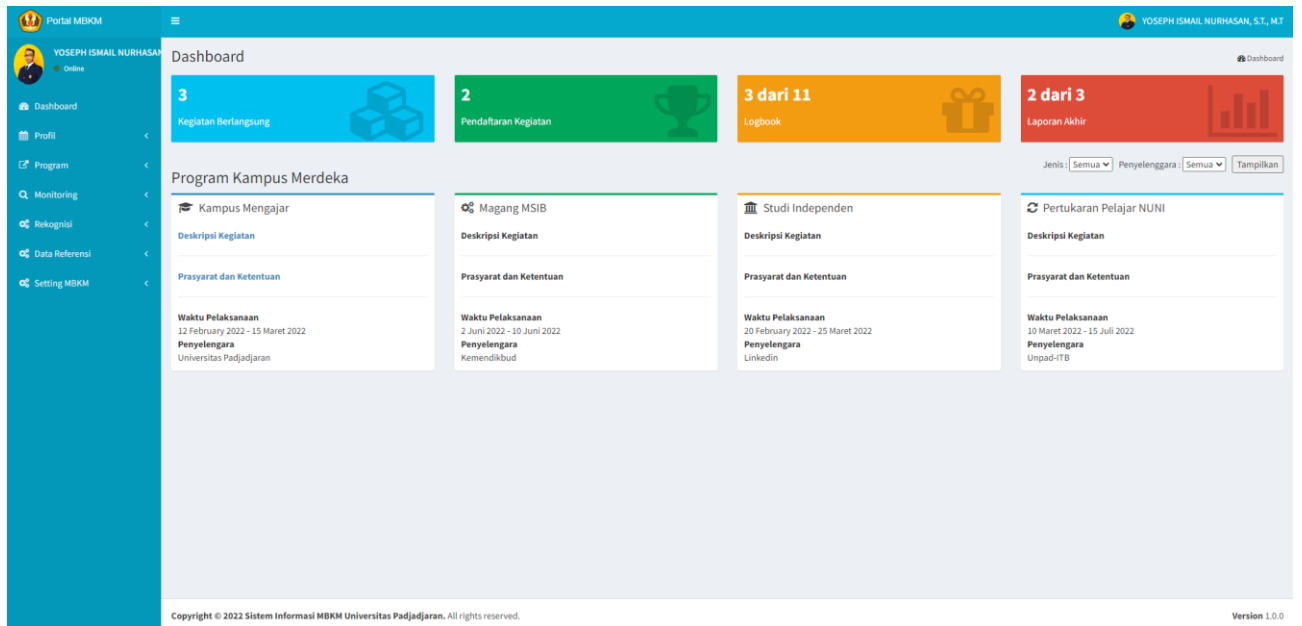 Portal MBKM
YOSEPH ISMAIL NURHASAN, S.T., M.T
YOSEPH ISMAIL NURHASAN
Online
Dashboard
Profil
Program
Monitoring
Rekognisi
Data Referensi
Setting MBKM
Dashboard
Dashboard
3
Kegiatan Berlangsung
2
Pendaftaran Kegiatan
3 dari 11
Logbook
2 dari 3
Laporan Akhir
Program Kampus Merdeka
Jenis : Semua Penyelenggara : Semua Tampilkan
Kampus Mengajar
Deskripsi Kegiatan
Prasyarat dan Ketentuan
Waktu Pelaksanaan
12 February 2022 - 15 Maret 2022
Penyelengara
Universitas Padjadjaran
Magang MSIB
Deskripsi Kegiatan
Prasyarat dan Ketentuan
Waktu Pelaksanaan
2 Juni 2022 - 10 Juni 2022
Penyelengara
Kemendikbud
Studi Independen
Deskripsi Kegiatan
Prasyarat dan Ketentuan
Waktu Pelaksanaan
20 February 2022 - 25 Maret 2022
Penyelengara
Linkedin
Pertukaran Pelajar NUNI
Deskripsi Kegiatan
Prasyarat dan Ketentuan
Waktu Pelaksanaan
10 Maret 2022 - 15 Juli 2022
Penyelengara
Unpad-ITB
Copyright © 2022 Sistem Informasi MBKM Universitas Padjadjaran. All rights reserved.
Version 1.0.0